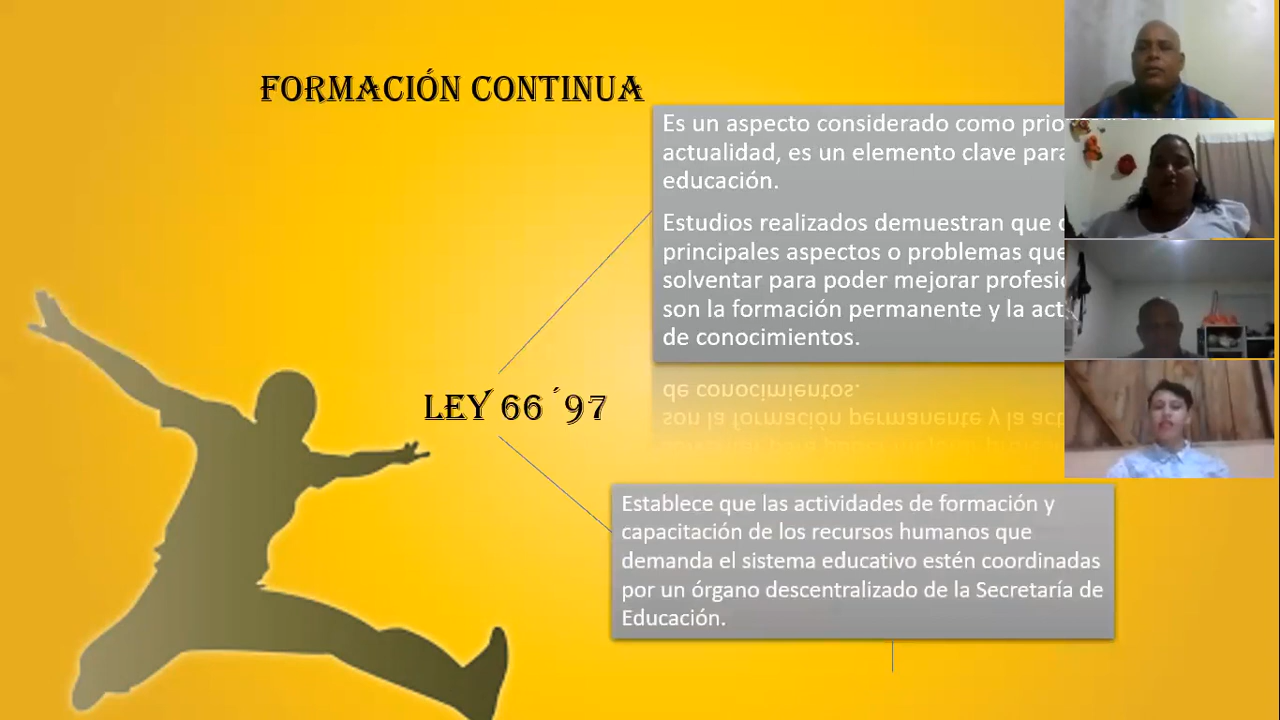 FORMACIÓN CONTINUA
Es un aspecto considerado como
actualidad, es un elemento clave para
educación.
Estudios realizados demuestran que
principales aspectos o problemas que
solventar para poder mejorar
son la formación permanente y la
de conocimientos.
LEY 66´97
Establece que las actividades de formación y
capacitación de los recursos humanos que
demanda el sistema educativo estén coordinadas
por un órgano descentralizado de la Secretaría de
Educación.